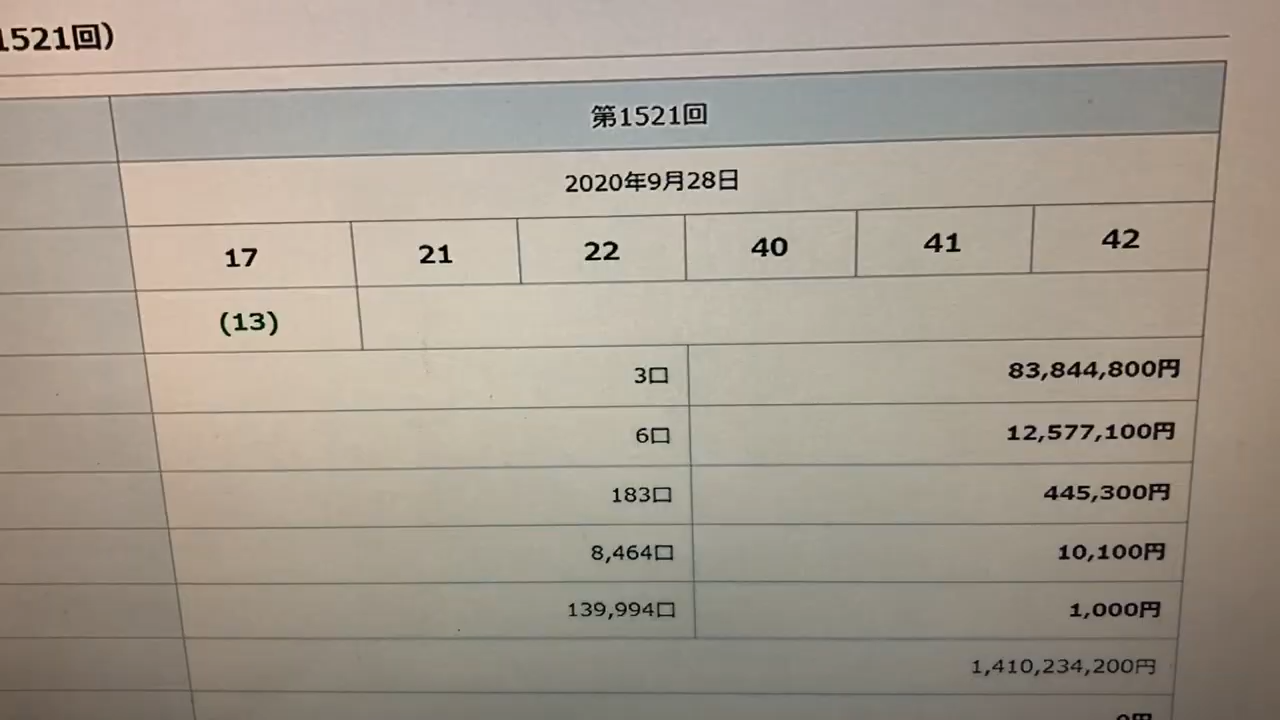 1521回)
第1521回
2020年9月28日
17 21 22 40 41 42
(13)
3口 83,844,800円
6口 12,577,100円
183口 445,300円
8,464口 10,100円
139,994口 1,000円
1,410,234,200円
0円